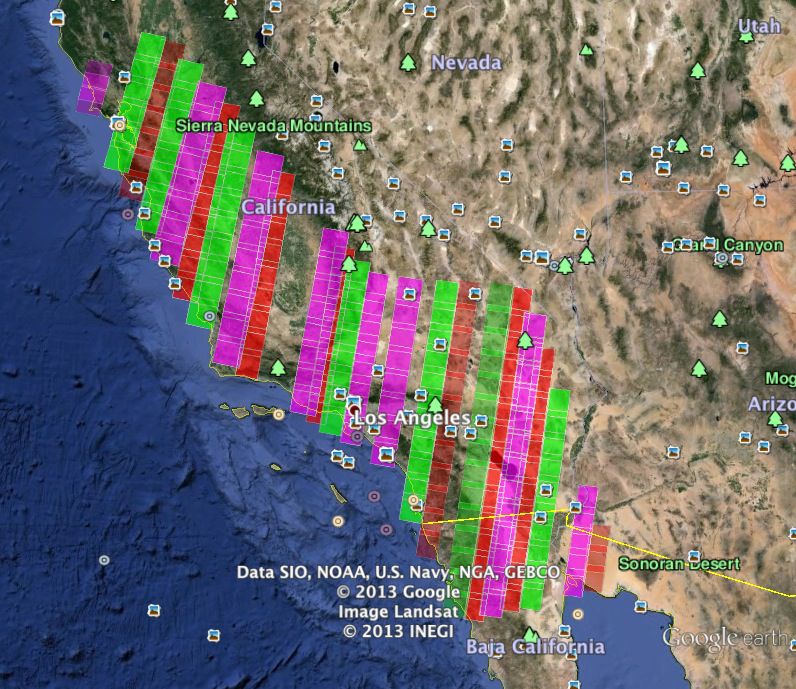 Utah
Nevada
Sierra Nevada Mountains
California
Canyon
Los Angeles
Sonoran Desert
Data SIO, NOAA, U.S. Navy, NGA, GEBCO
© 2013 Google
Image Landsat
© 2013 INEGI
Google earth
Baja California
Mog
Arizo